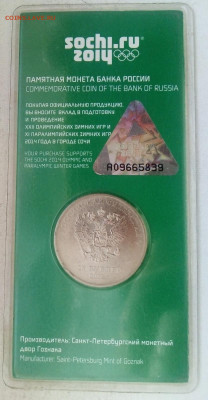 sochi.ru
2014
ПАМЯТНАЯ МОНЕТА БАНКА РОССИИ
COMMEMORATIVE COIN OF THE BANK OF RUSSIA
ПОКУПАЯ ОФИЦИАЛЬНУЮ ПРОДУКЦИЮ,
ВЫ ВНОСИТЕ ВКЛАД В ПОДГОТОВКУ
И ПРОВЕДЕНИЕ
XXII ОЛИМПИЙСКИХ ЗИМНИХ ИГР И
XI ПАРАЛИМПИЙСКИХ ЗИМНИХ ИГР
2014 ГОДА В ГОРОДЕ СОЧИ
YOUR PURCHASE SUPPORTS
THE SOCHI 2014 OLYMPIC AND
PARALYMPIC WINTER GAMES
A09665839
Производитель: Санкт-Петербургский монетный
двор Гознака
Manufacturer: Saint-Petersburg Mint of Goznak